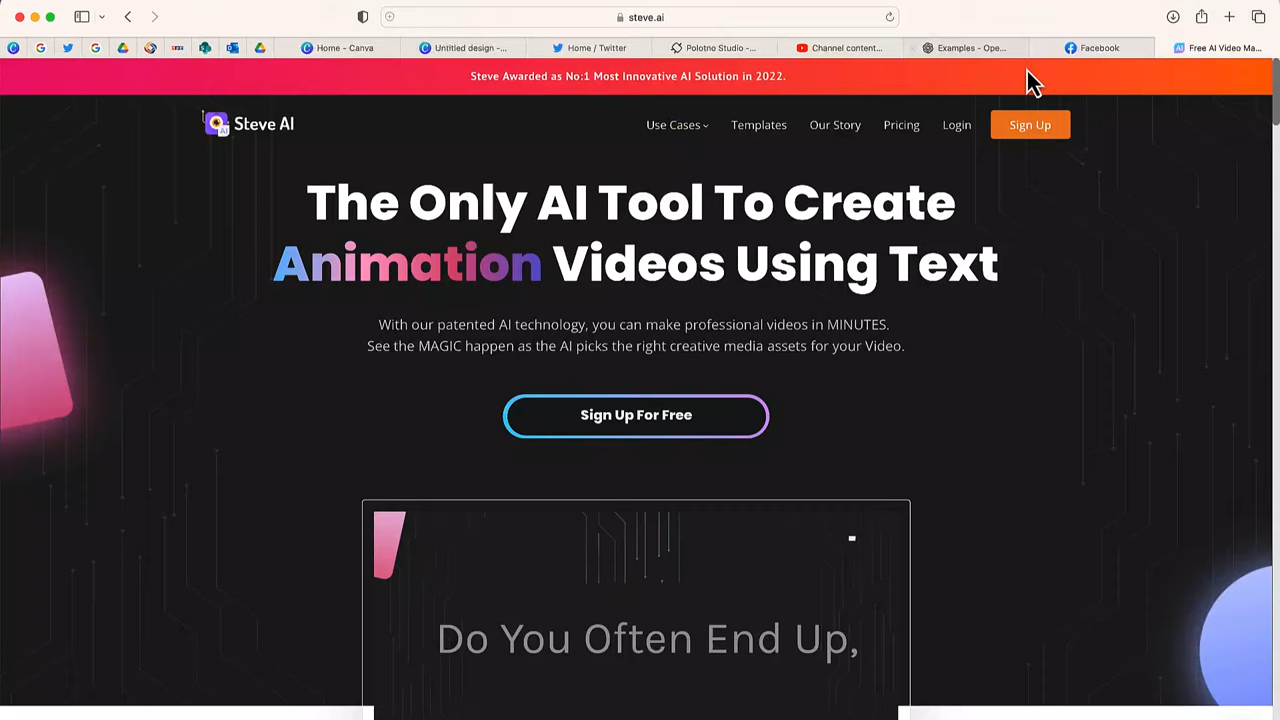 steve.ai
Home - Canva
Untitled design -...
Home / Twitter
Polotno Studio -...
Channel content...
Examples - Ope...
Facebook
Free AI Video Ma...
Steve Awarded as No:1 Most Innovative AI Solution in 2022.
AI Steve AI
Use Cases
Templates
Our Story
Pricing
Login
Sign Up
The Only AI Tool To Create
Animation Videos Using Text
With our patented AI technology, you can make professional videos in MINUTES.
See the MAGIC happen as the AI picks the right creative media assets for your Video.
Sign Up For Free
Do You Often End Up,